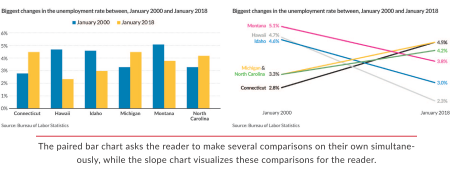 Biggest changes in the unemployment rate between, January 2000 and January 2018
January 2000 January 2018
6%
5%
4%
3%
2%
1%
0%
Connecticut Hawaii Idaho Illinois Montana North Carolina
Source: Bureau of Labor Statistics
Biggest changes in the unemployment rate between, January 2000 and January 2018
Montana 5.1%
Hawaii 4.7%
Idaho 4.6%
Michigan &
North Carolina 3.3%
Connecticut 2.8%
4.5%
4.2%
3.8%
3.0%
2.3%
January 2000 January 2018
Source: Bureau of Labor Statistics
The paired bar chart asks the reader to make several comparisons on their own simultane-
ously, while the slope chart visualizes these comparisons for the reader.